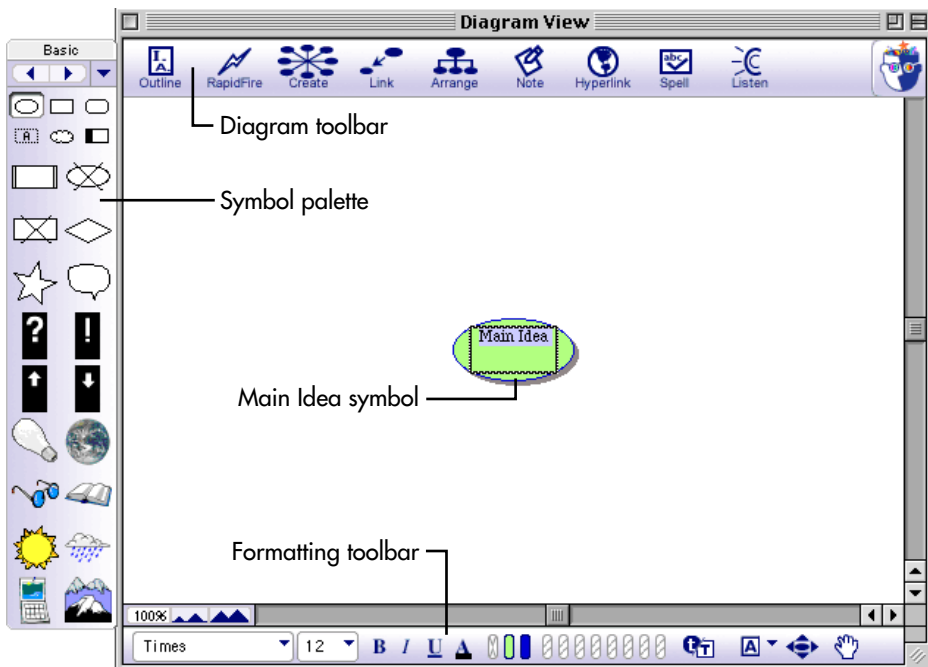 Diagram View
Basic
Outline RapidFire Create Link Arrange Note Hyperlink Spell Listen
I.
A.
abc
Diagram toolbar
A
Symbol palette
? !
Main Idea
Main Idea symbol
Formatting toolbar
100%
Times 12 B I U A T A